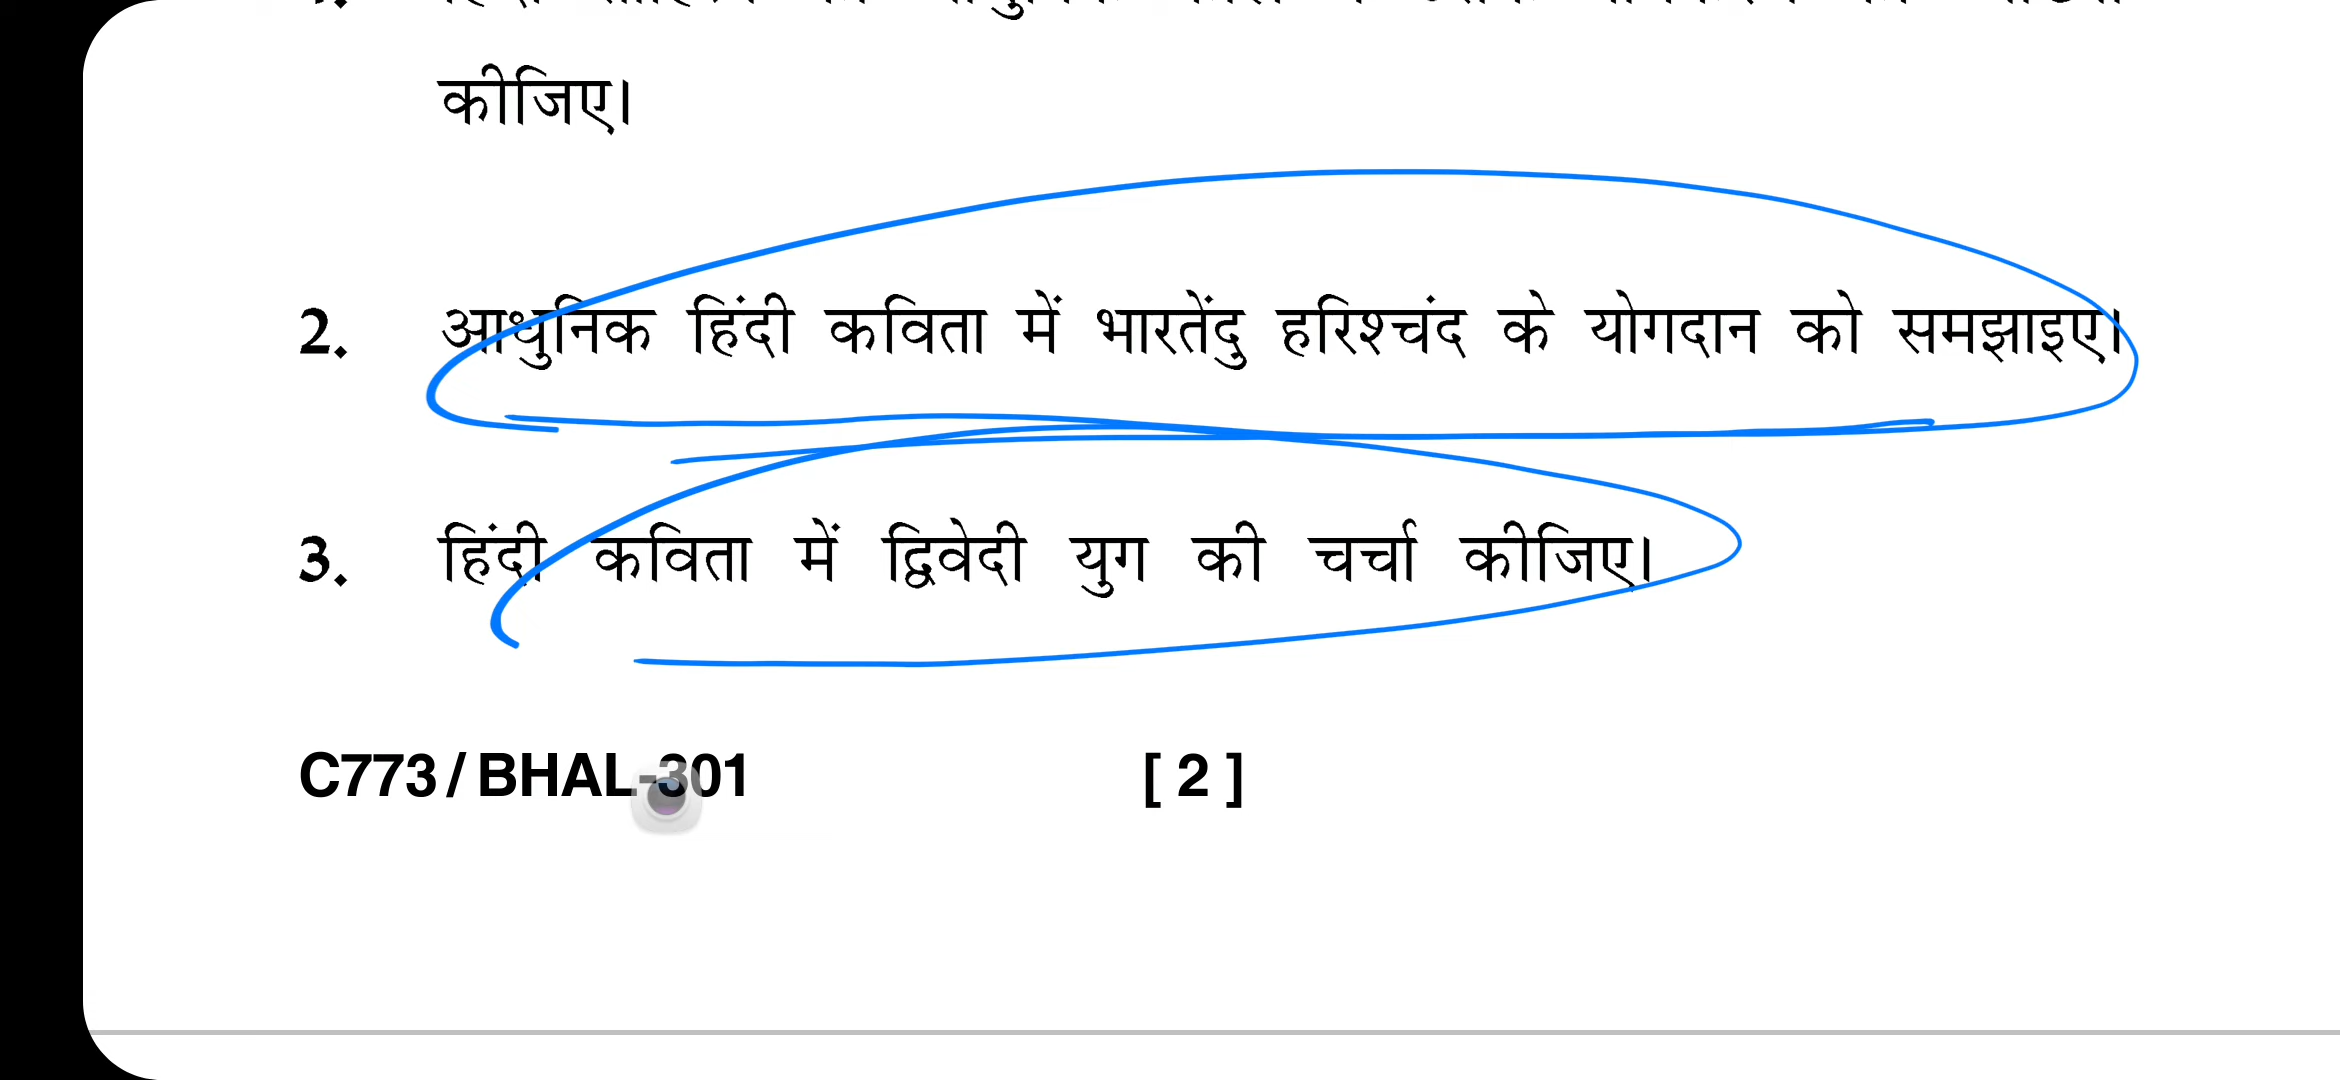 कीजिए।
2. आधुनिक हिंदी कविता में भारतेंदु हरिश्चंद के योगदान को समझाइए।
3. हिंदी कविता में द्विवेदी युग की चर्चा कीजिए।
C773 / BHAL-301 [ 2 ]